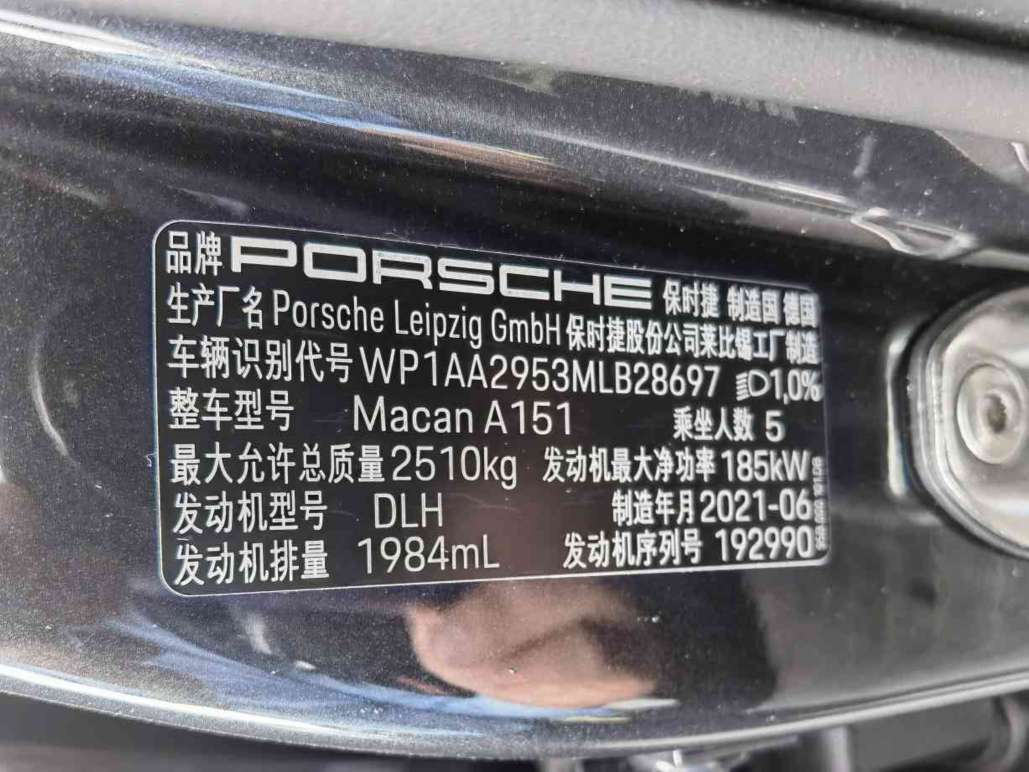 品牌 PORSCHE 保时捷 制造国 德国
生产厂名 Porsche Leipzig GmbH 保时捷股份公司莱比锡工厂制造
车辆识别代号 WP1AA2953MLB28697 1,0%
整车型号 Macan A151 乘坐人数 5
最大允许总质量 2510kg 发动机最大净功率 185kW
发动机型号 DLH 制造年月 2021-06
发动机排量 1984mL 发动机序列号 192990